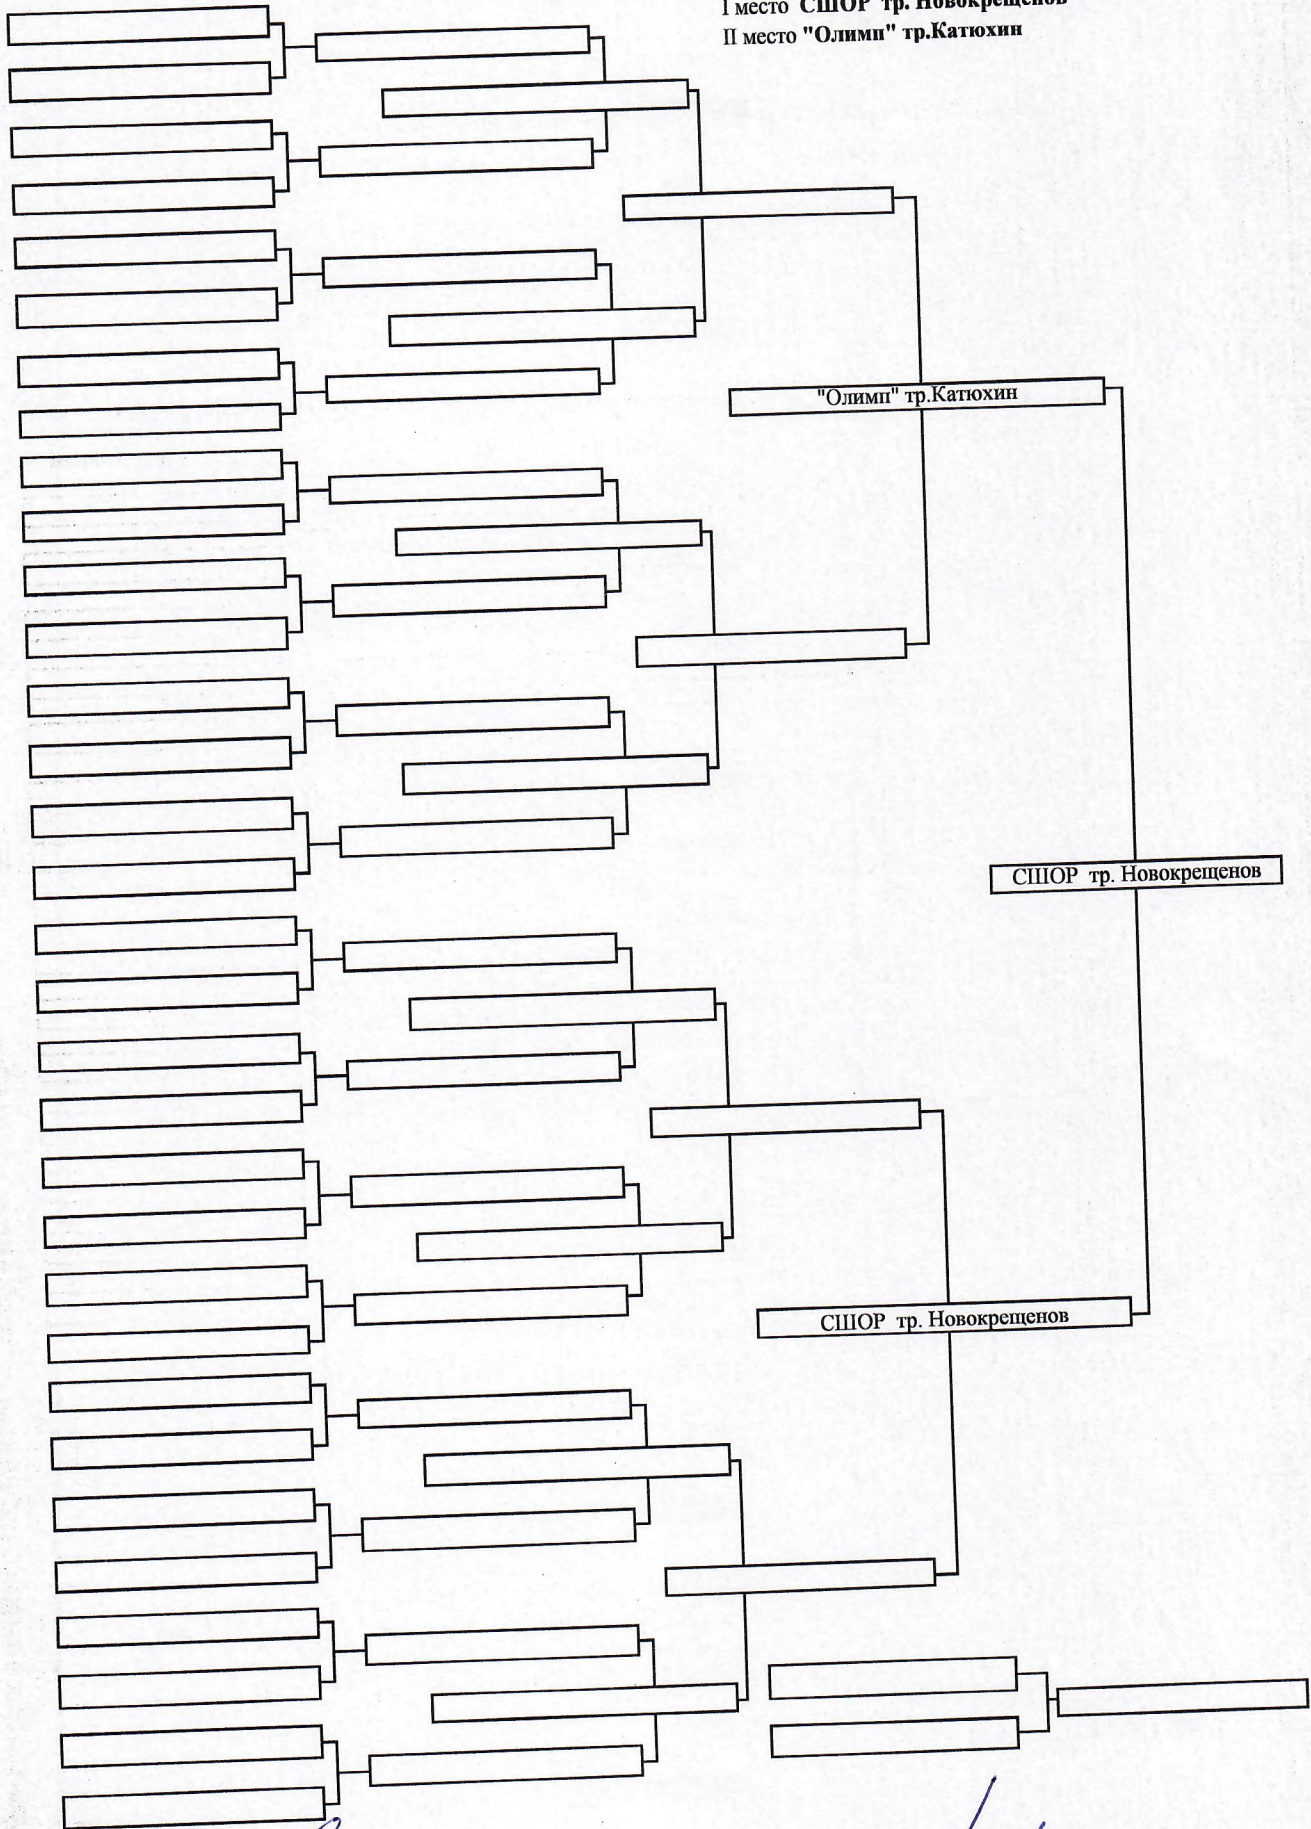 I место СШОР тр. Новокрещенов
II место "Олимп" тр.Катюхин
"Олимп" тр.Катюхин
СШОР тр. Новокрещенов
СШОР тр. Новокрещенов